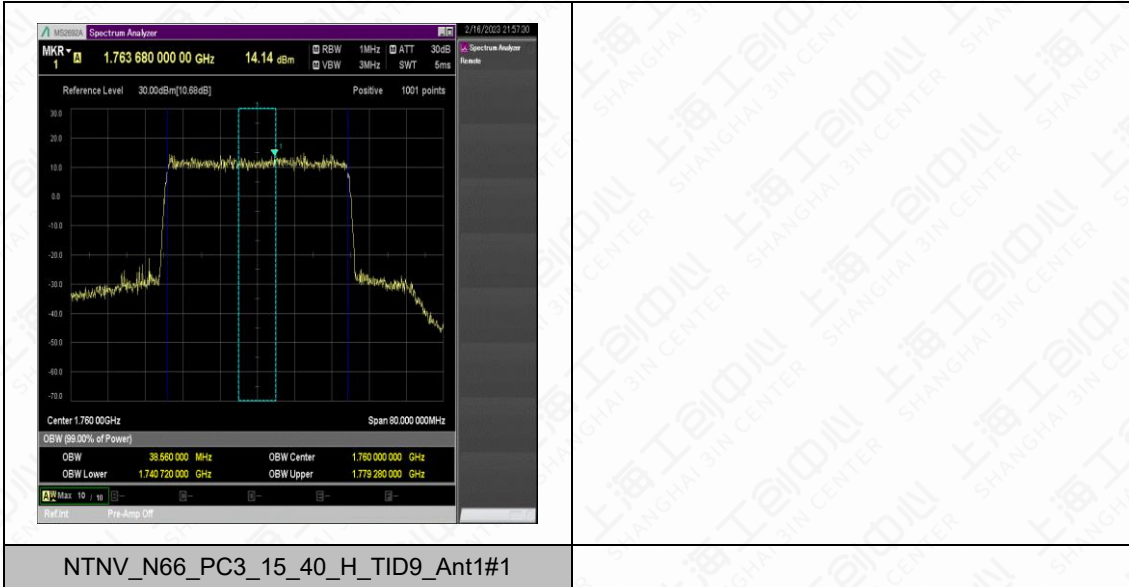 MS2692A Spectrum Analyzer
2/16/2023 21:57:30
MKR 1 A 1.763 680 000 00 GHz 14.14 dBm
RBW 1MHz ATT 30dB
VBW 3MHz SWT 5ms
Spectrum Analyzer
Remote
Reference Level 30.00dBm[10.68dB] Positive 1001 points
30.0
20.0
10.0
0.0
-10.0
-20.0
-30.0
-40.0
-50.0
-60.0
-70.0
1
Center 1.760 00GHz Span 80.000 000MHz
OBW (99.00% of Power)
OBW 38.560 000 MHz OBW Center 1.760 000 000 GHz
OBW Lower 1.740 720 000 GHz OBW Upper 1.779 280 000 GHz
A W Max 10 / 10
Ref.Int Pre-Amp Off
NTNV_N66_PC3_15_40_H_TID9_Ant1#1
上海工创中心
SHANGHAI 3IN CENTER